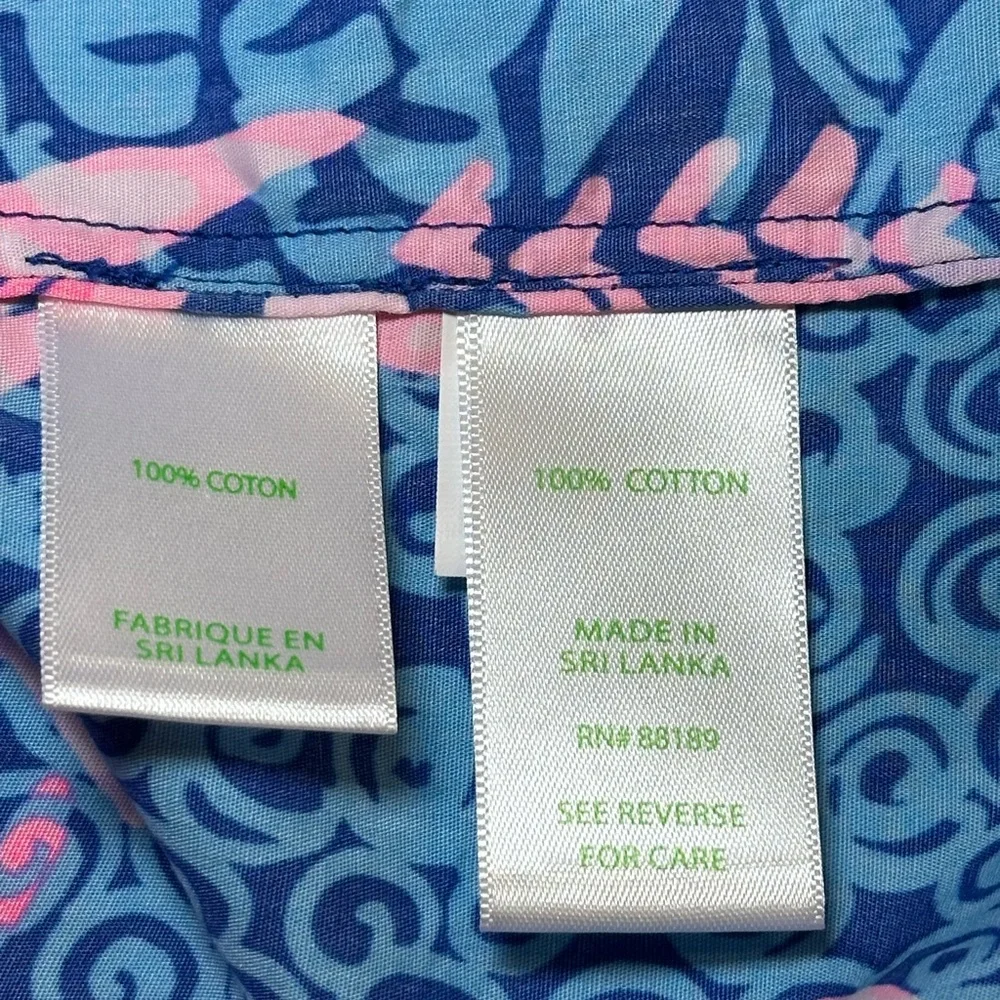 100% COTON
FABRIQUE EN
SRI LANKA
100% COTTON
MADE IN
SRI LANKA
RN# 88189
SEE REVERSE
FOR CARE